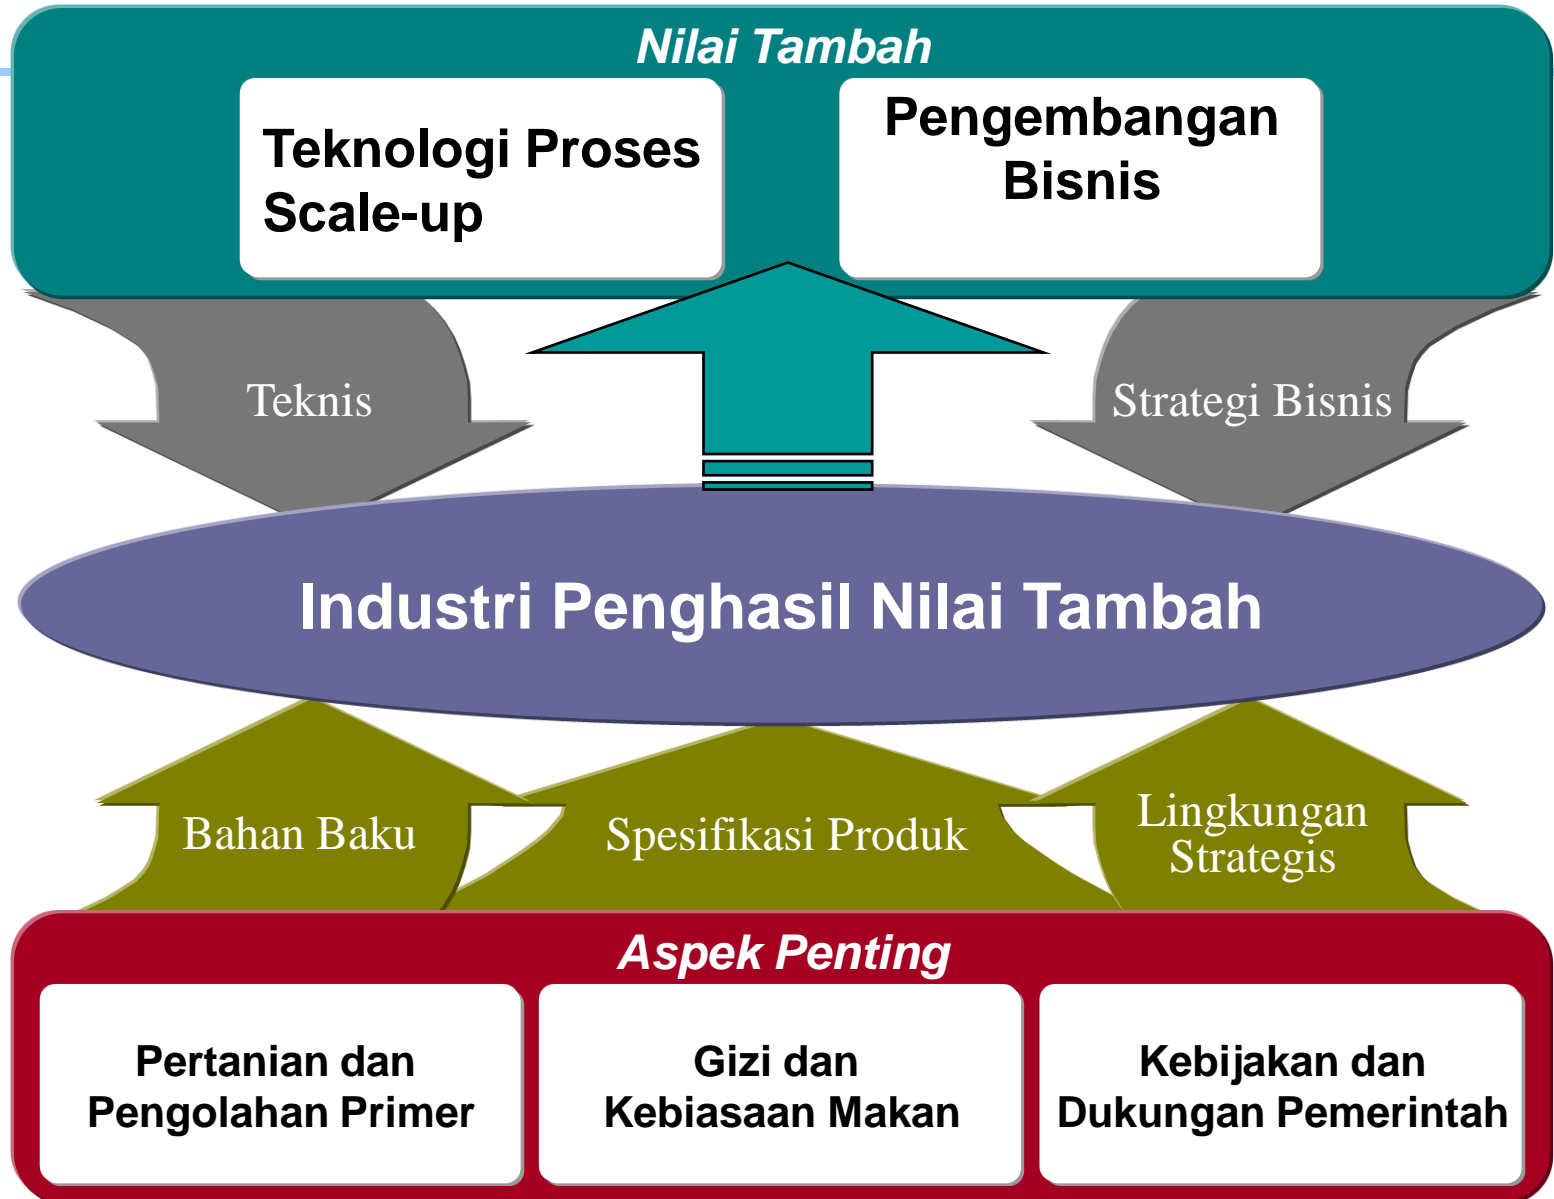 Nilai Tambah
Teknologi Proses
Scale-up
Pengembangan
Bisnis
Teknis
Strategi Bisnis
Industri Penghasil Nilai Tambah
Bahan Baku
Spesifikasi Produk
Lingkungan
Strategis
Aspek Penting
Pertanian dan
Pengolahan Primer
Gizi dan
Kebiasaan Makan
Kebijakan dan
Dukungan Pemerintah